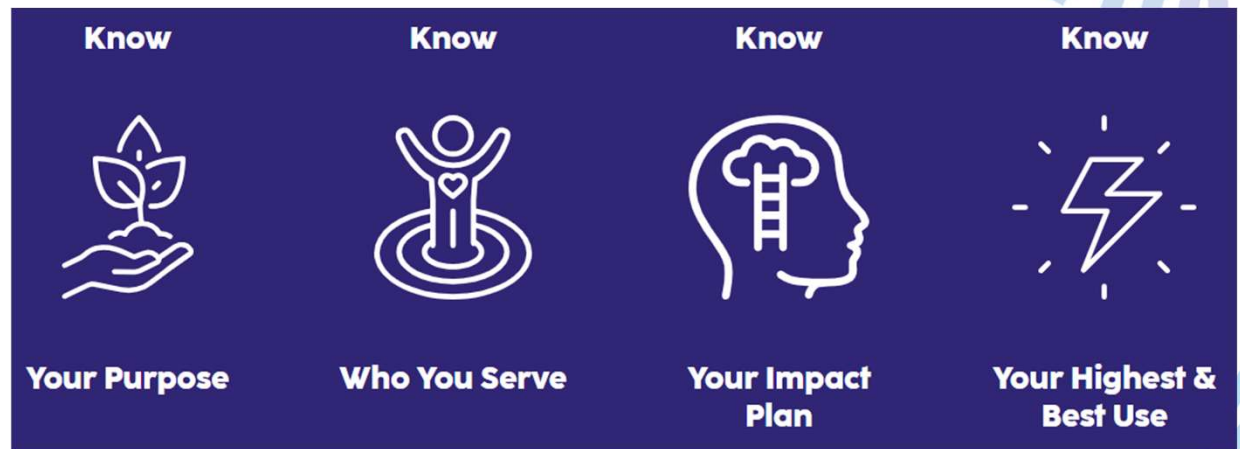 Know
Your Purpose
Know
Who You Serve
Know
Your Impact
Plan
Know
Your Highest &
Best Use